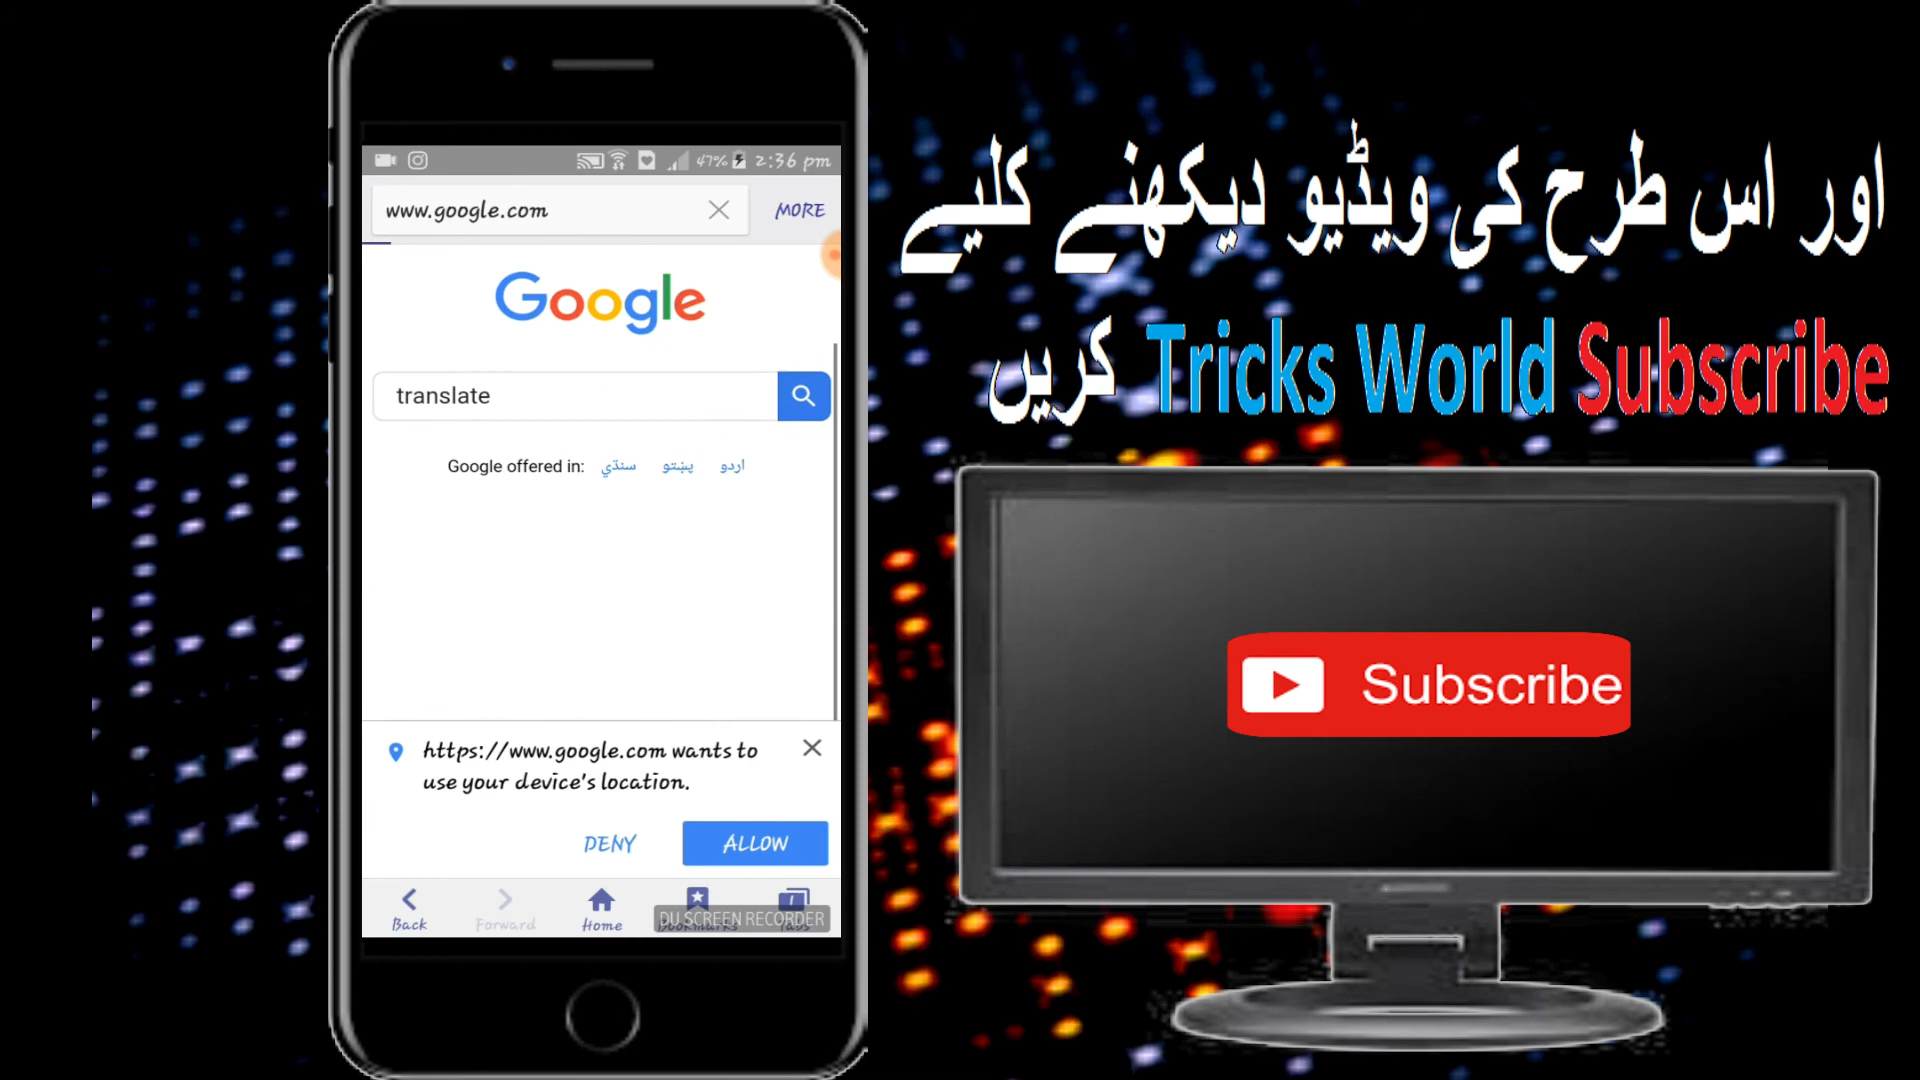 47% 2:36 pm
www.google.com MORE
Google
translate
Google offered in: سنڌي پښتو اردو
https://www.google.com wants to
use your device's location.
DENY ALLOW
Back Forward Home Bookmarks Tabs
DU SCREEN RECORDER
اور اس طرح کی ویڈیو دیکھنے کلیے
Tricks World Subscribe کریں
Subscribe